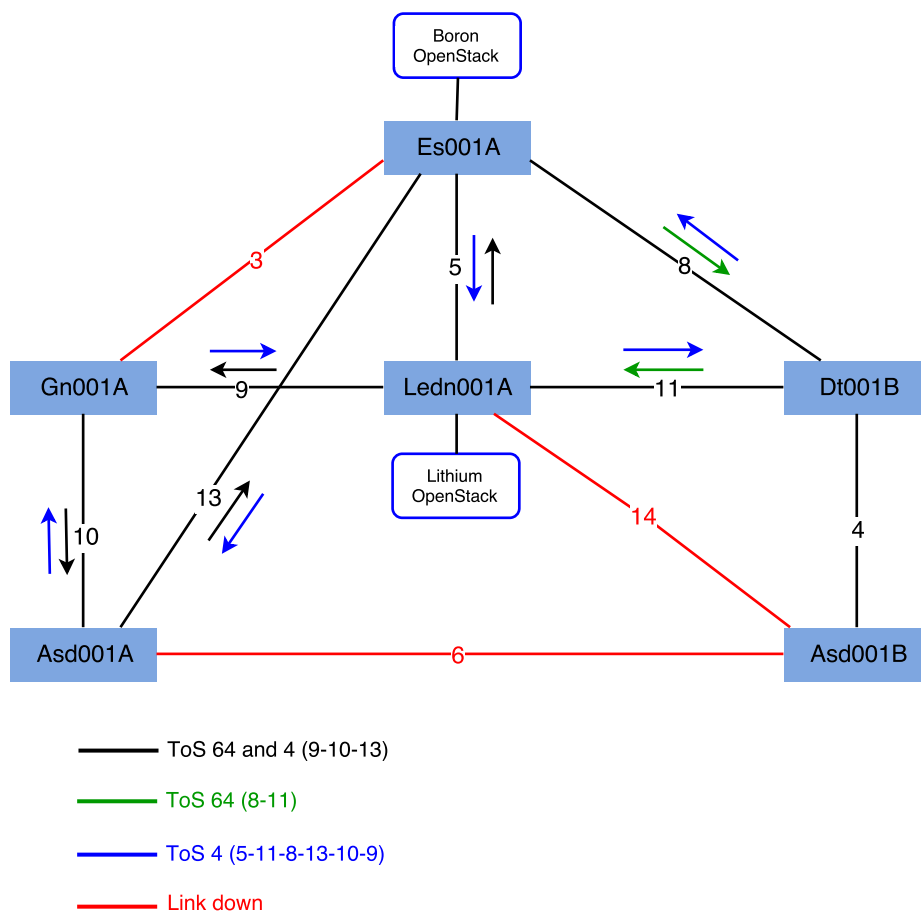 Boron
OpenStack
Es001A
3
5
8
Gn001A
9
Ledn001A
11
Dt001B
Lithium
OpenStack
13
10
14
4
Asd001A
6
Asd001B
ToS 64 and 4 (9-10-13)
ToS 64 (8-11)
ToS 4 (5-11-8-13-10-9)
Link down